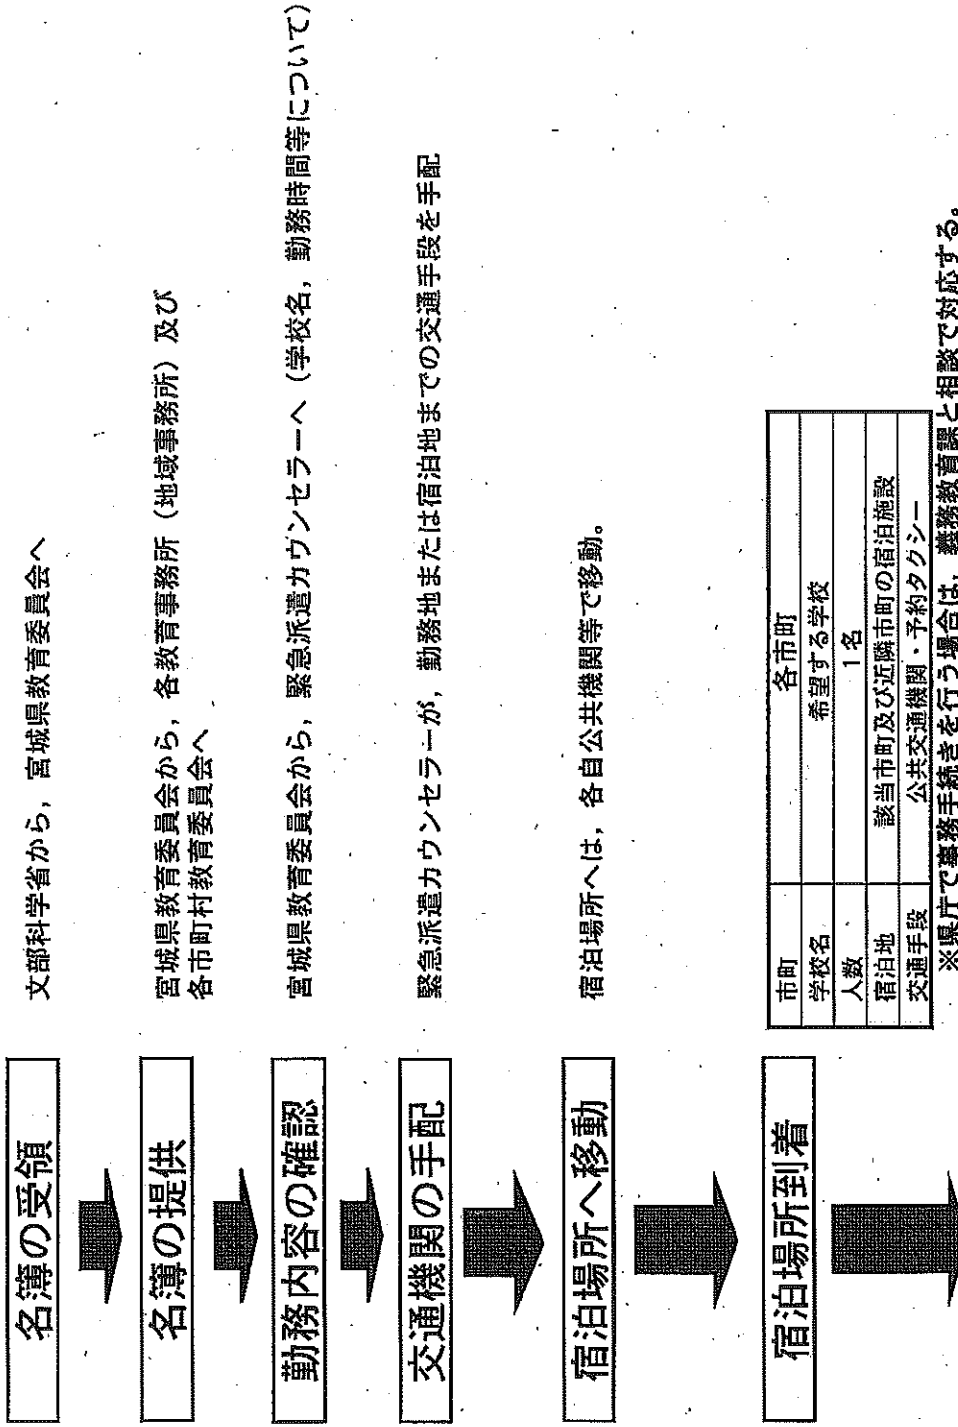 名簿の受領
文部科学省から，宮城県教育委員会へ
名簿の提供
宮城県教育委員会から，各教育事務所（地域事務所）及び
各市町村教育委員会へ
勤務内容の確認
宮城県教育委員会から，緊急派遣カウンセラーへ（学校名，勤務時間等について）
交通機関の手配
緊急派遣カウンセラーが，勤務地または宿泊地までの交通手段を手配
宿泊場所へ移動
宿泊場所へは，各自公共機関等で移動。
宿泊場所到着
市町 各市町
学校名 希望する学校
人数 1名
宿泊地 該当市町及び近隣市町の宿泊施設
交通手段 公共交通機関・予約タクシー
※県庁で事務手続きを行う場合は，義務教育課と相談で対応する。